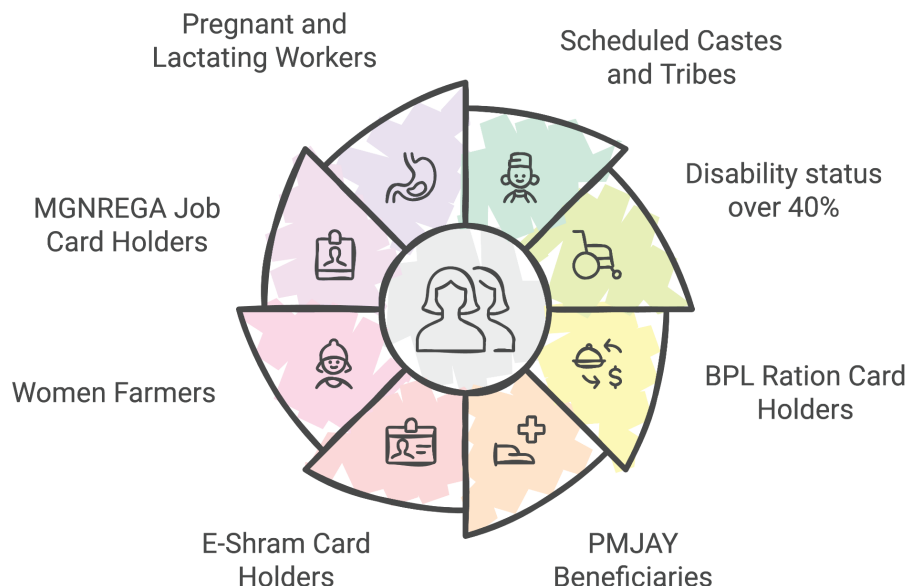 Pregnant and
Lactating Workers
Scheduled Castes
and Tribes
Disability status
over 40%
MGNREGA Job
Card Holders
BPL Ration Card
Holders
Women Farmers
E-Shram Card
Holders
PMJAY
Beneficiaries
$